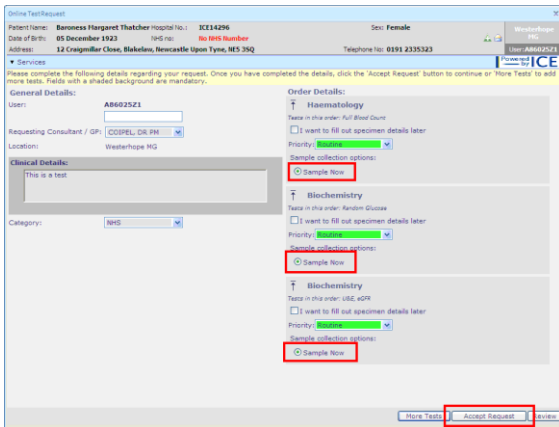 Online Test Request
Patient Name: Baroness Margaret Thatcher Hospital No.: ICE14296 Sex: Female Westerhope MG
Date of Birth: 05 December 1923 NHS no: No NHS Number
Address: 12 Craigmillar Close, Blakelaw, Newcastle Upon Tyne, NE5 3SQ Telephone No: 0191 2335323 User:AB602521
Services Powered by ICE
Please complete the following details regarding your request. Once you have completed the details, click the 'Accept Request' button to continue or 'More Tests' to add
more tests. Fields with a shaded background are mandatory.
General Details:
User: AB602521
Requesting Consultant / GP: COSPEL, DR PM
Location: Westerhope MG
Clinical Details:
This is a test
Category: NHS
Order Details:
Haematology
Tests in this order: Full Blood Count
I want to fill out specimen details later
Priority: Routine
Sample collection options:
Sample Now
Biochemistry
Tests in this order: Random Glucose
I want to fill out specimen details later
Priority: Routine
Sample collection options:
Sample Now
Biochemistry
Tests in this order: U&E, eGFR
I want to fill out specimen details later
Priority: Routine
Sample collection options:
Sample Now
More Tests Accept Request Review